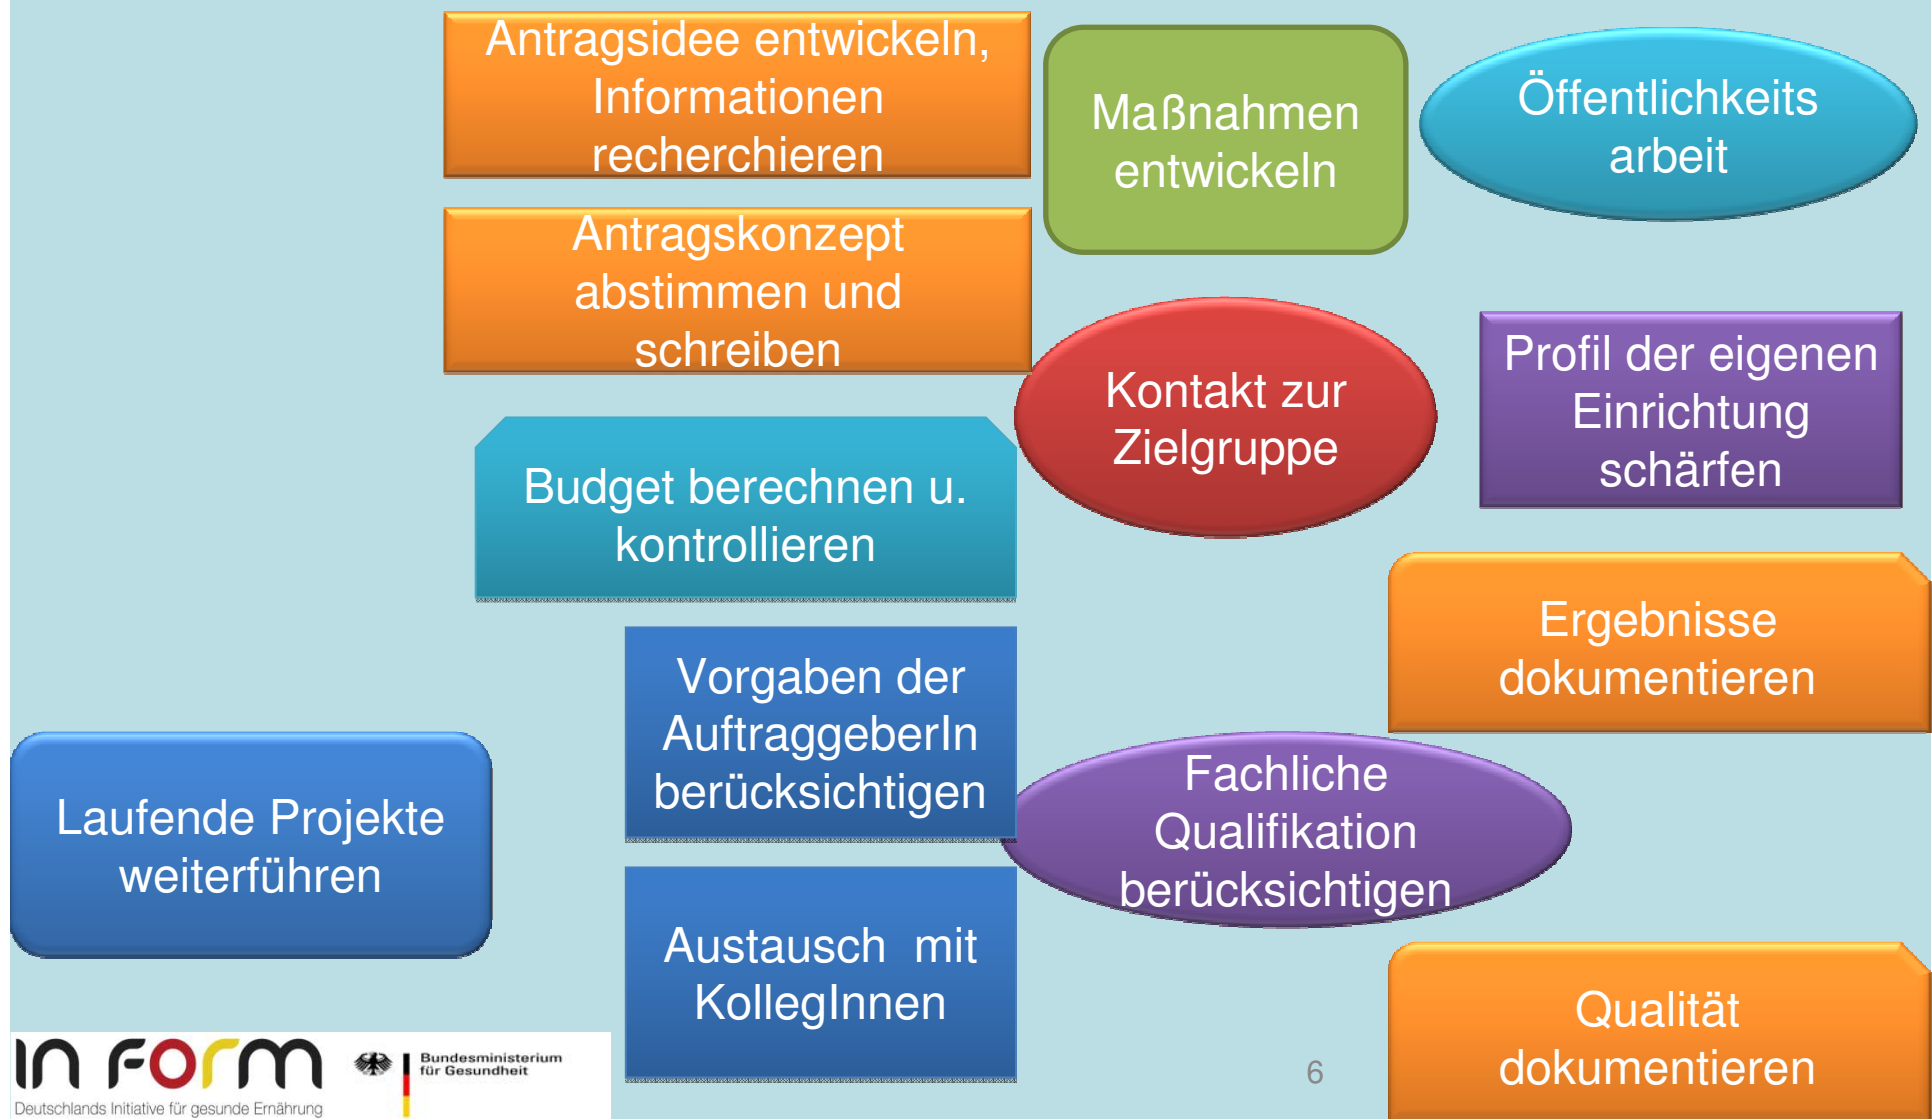 Antragsidee entwickeln,
Informationen
recherchieren
Maßnahmen
entwickeln
Öffentlichkeits
arbeit
Antragskonzept
abstimmen und
schreiben
Kontakt zur
Zielgruppe
Profil der eigenen
Einrichtung
schärfen
Budget berechnen u.
kontrollieren
Ergebnisse
dokumentieren
Vorgaben der
AuftraggeberIn
berücksichtigen
Fachliche
Qualifikation
berücksichtigen
Laufende Projekte
weiterführen
Austausch  mit
KollegInnen
Qualität
dokumentieren
IN FORM
Deutschlands Initiative für gesunde Ernährung
Bundesministerium
für Gesundheit
6